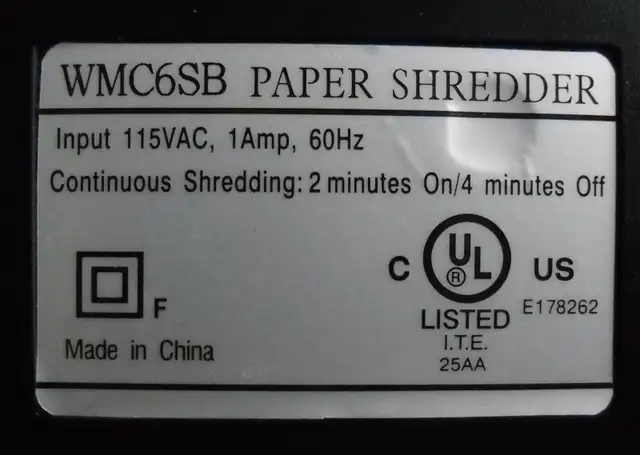 WMC6SB PAPER SHREDDER
Input 115VAC, 1Amp, 60Hz
Continuous Shredding: 2 minutes On/4 minutes Off
F
Made in China
C UL ® US
LISTED E178262
I.T.E.
25AA